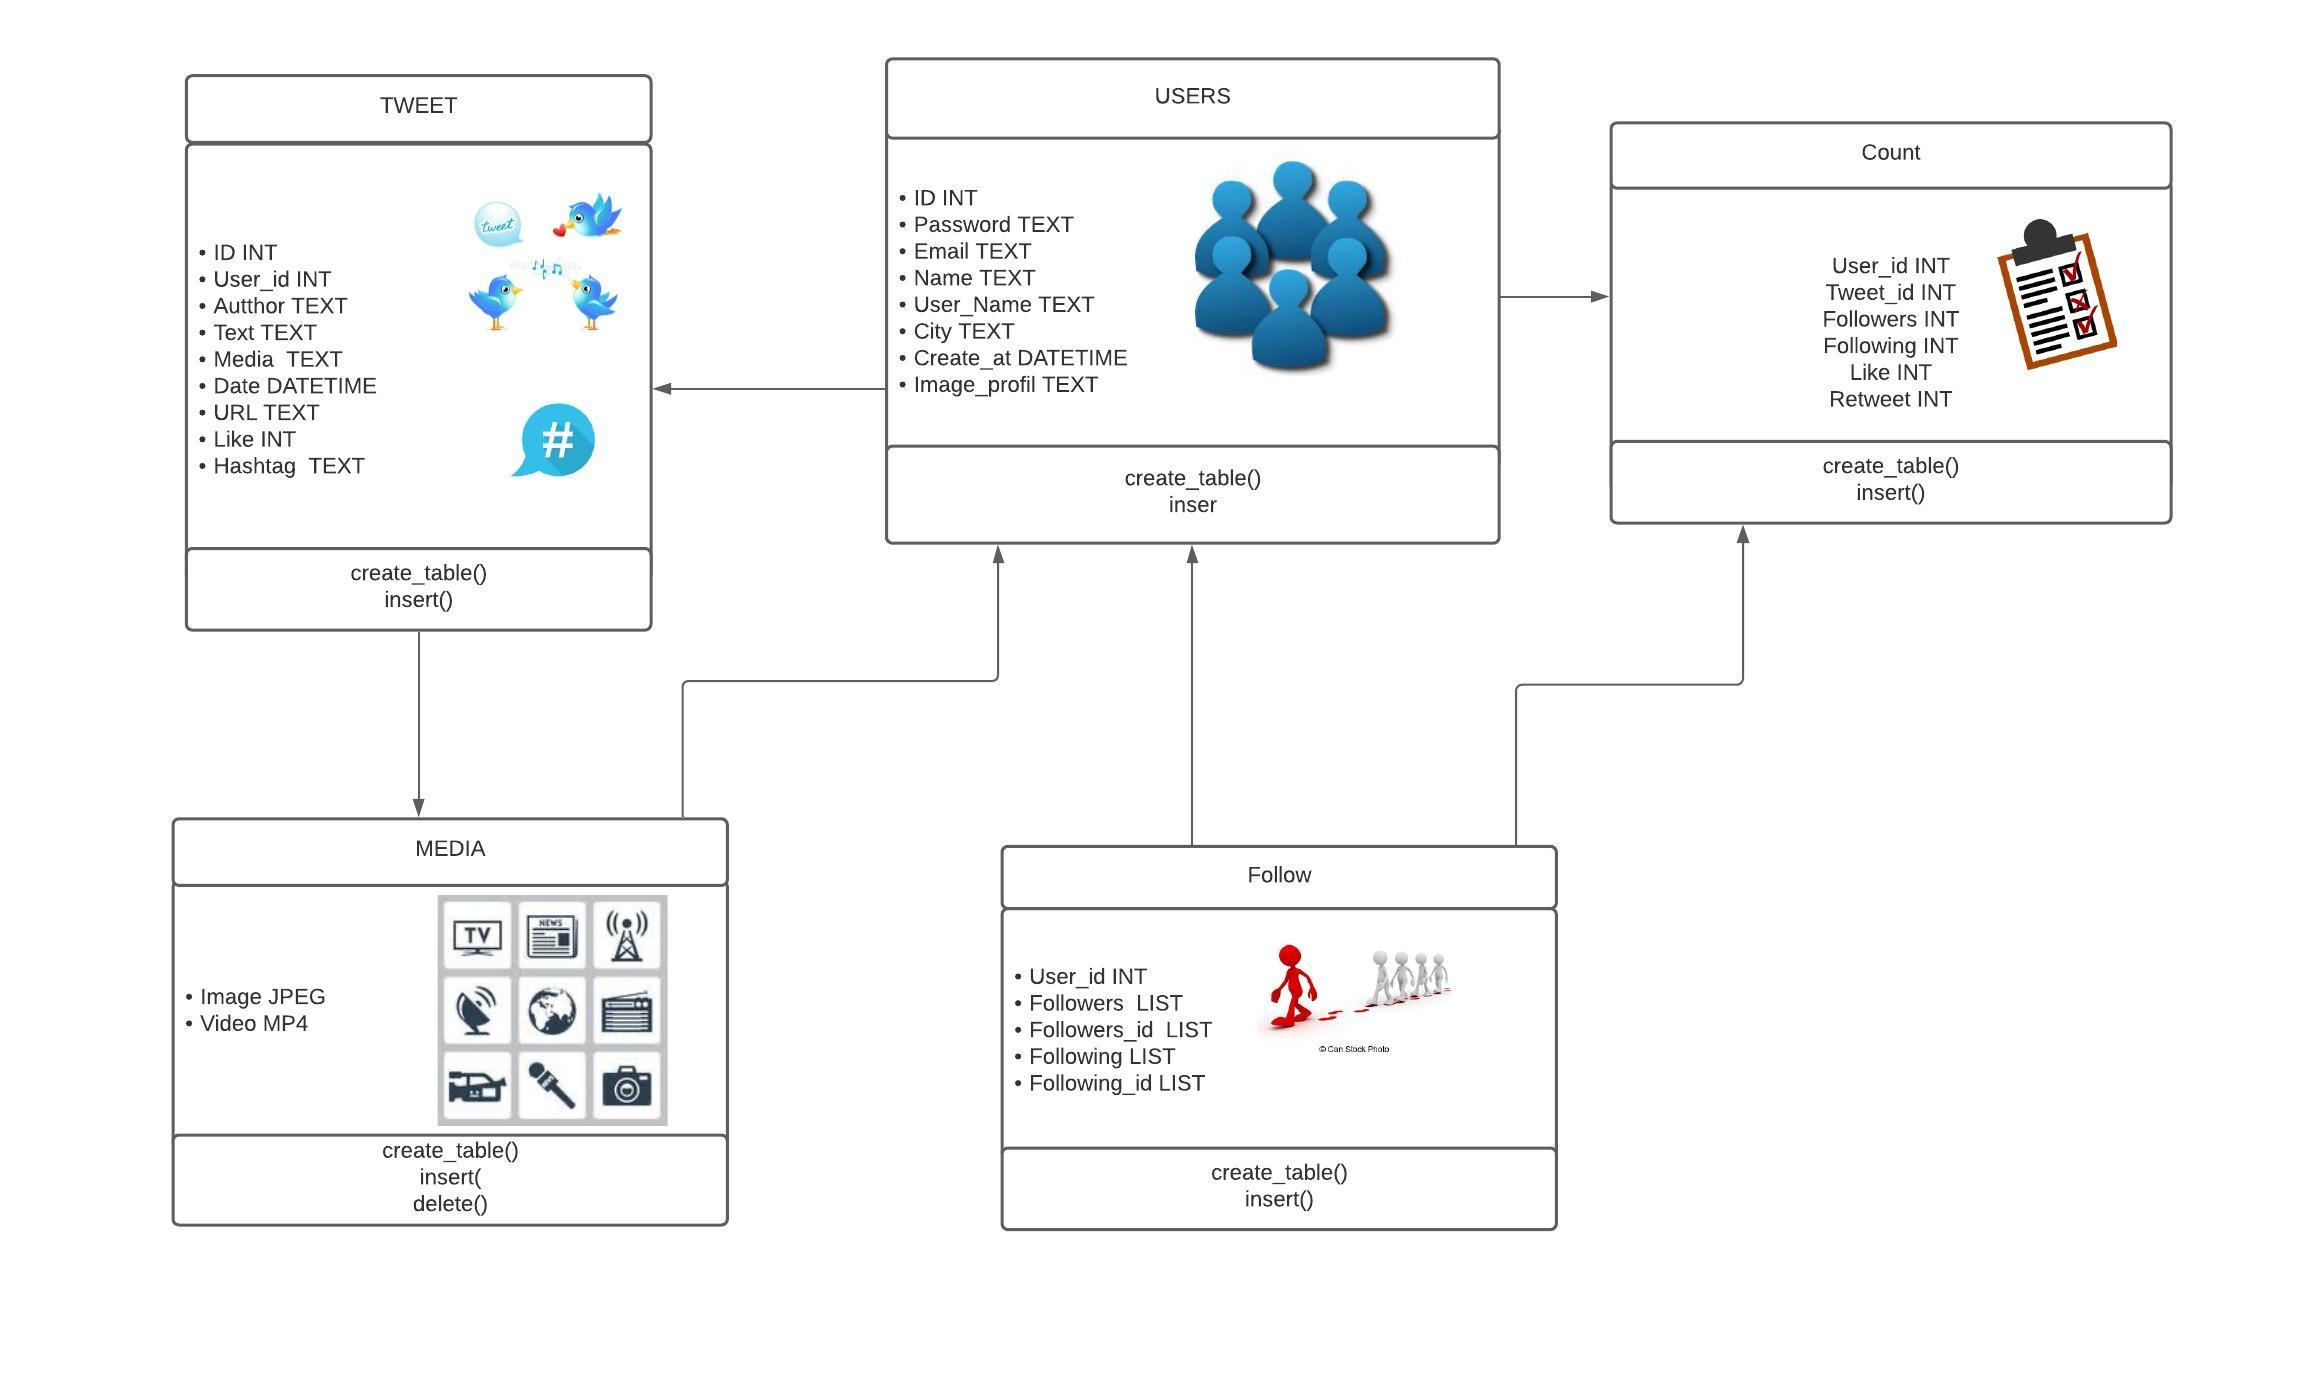 TWEET
• ID INT
• User_id INT
• Autthor TEXT
• Text TEXT
• Media  TEXT
• Date DATETIME
• URL TEXT
• Like INT
• Hashtag  TEXT
tweet
#
create_table()
insert()
USERS
• ID INT
• Password TEXT
• Email TEXT
• Name TEXT
• User_Name TEXT
• City TEXT
• Create_at DATETIME
• Image_profil TEXT
create_table()
inser
Count
User_id INT
Tweet_id INT
Followers INT
Following INT
Like INT
Retweet INT
create_table()
insert()
MEDIA
• Image JPEG
• Video MP4
TV
NEWS
create_table()
insert(
delete()
Follow
• User_id INT
• Followers  LIST
• Followers_id  LIST
• Following LIST
• Following_id LIST
© Can Stock Photo
create_table()
insert()